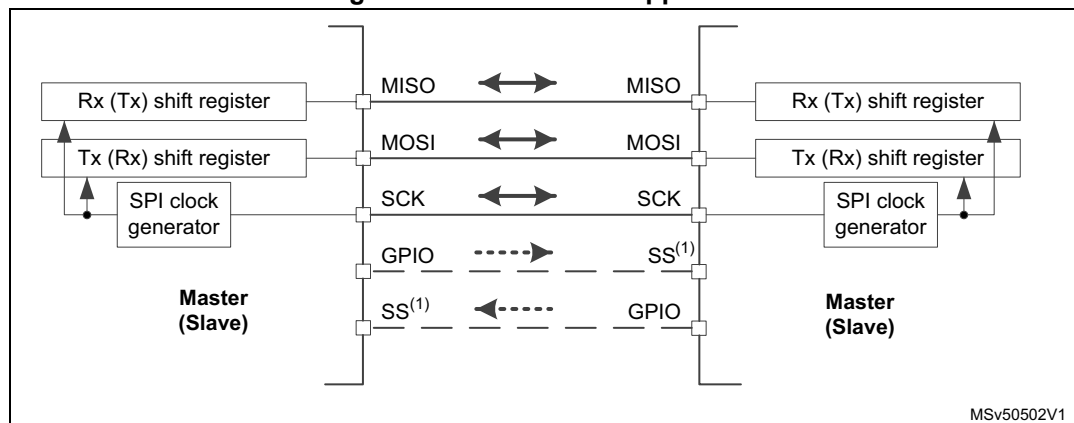 MISO MISO
Rx (Tx) shift register Rx (Tx) shift register
MOSI MOSI
Tx (Rx) shift register Tx (Rx) shift register
SPI clock generator SCK SCK SPI clock generator
GPIO SS(1)
Master (Slave) Master (Slave)
SS(1) GPIO
MSv50502V1